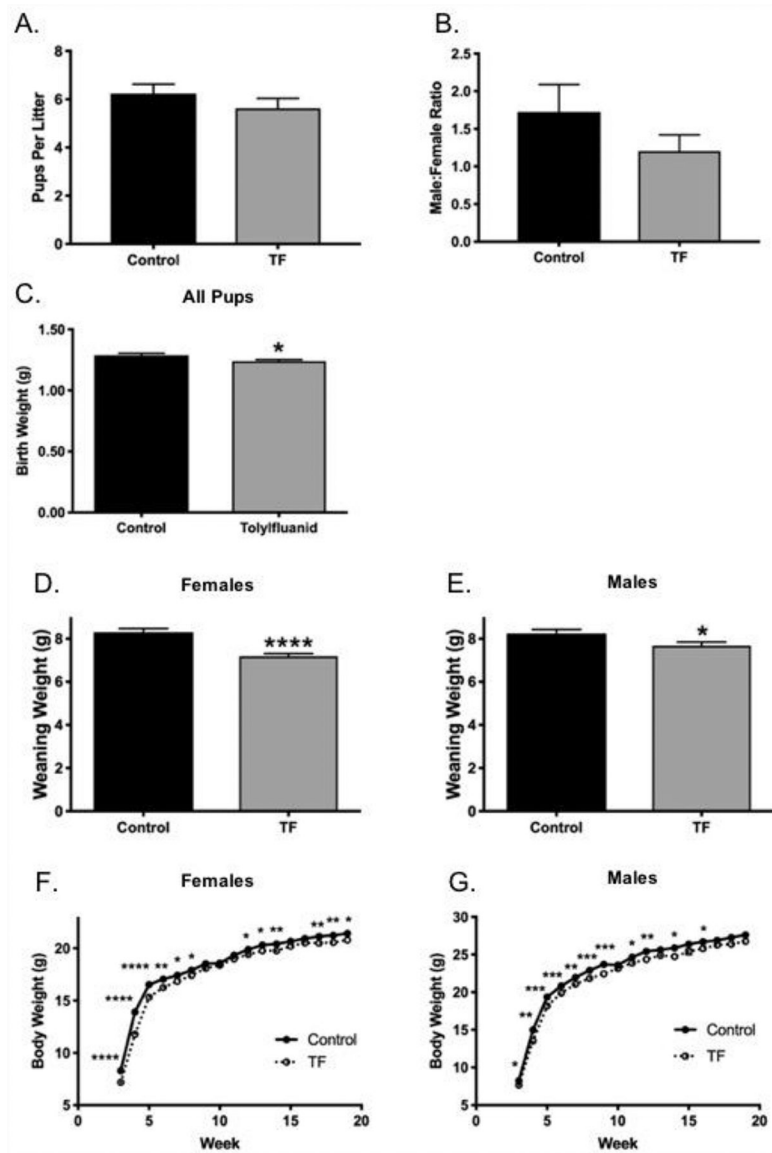 A.
Pups Per Litter
8
6
4
2
0
Control
TF
B.
Male:Female Ratio
2.5
2.0
1.5
1.0
0.5
0.0
Control
TF
C.
All Pups
Birth Weight (g)
1.50
1.00
0.50
0.00
*
Control
Tolylfluanid
D.
Females
Weaning Weight (g)
8
6
4
2
0
****
Control
TF
E.
Males
Weaning Weight (g)
8
6
4
2
0
*
Control
TF
F.
Females
Body Weight (g)
20
15
10
5
**** **** **** ** * * * * ** ** ** *
Control
TF
0 5 10 15 20
Week
G.
Males
Body Weight (g)
30
25
20
15
10
5
* ** *** *** ** *** *** * ** * *
Control
TF
0 5 10 15 20
Week